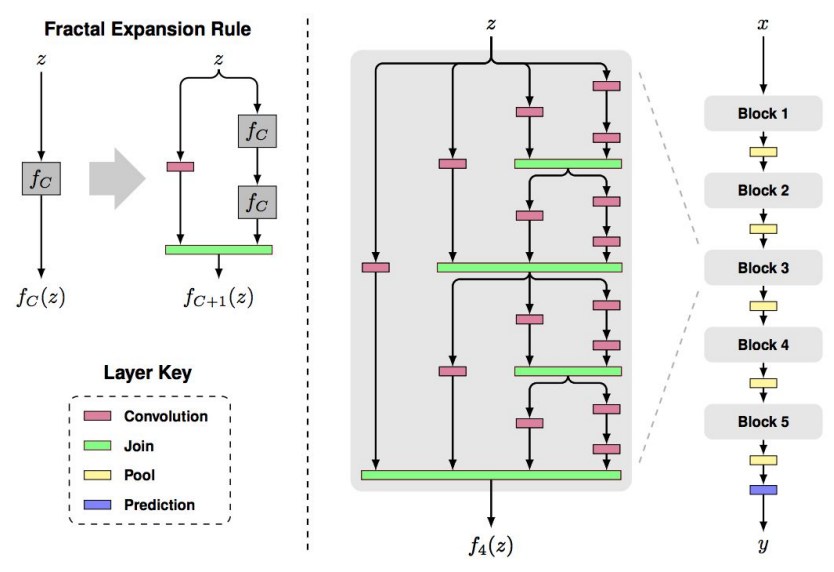 Fractal Expansion Rule
z
z
f_C
f_C
f_C
f_C(z)
f_{C+1}(z)
Layer Key
Convolution
Join
Pool
Prediction
z
f_4(z)
x
Block 1
Block 2
Block 3
Block 4
Block 5
y